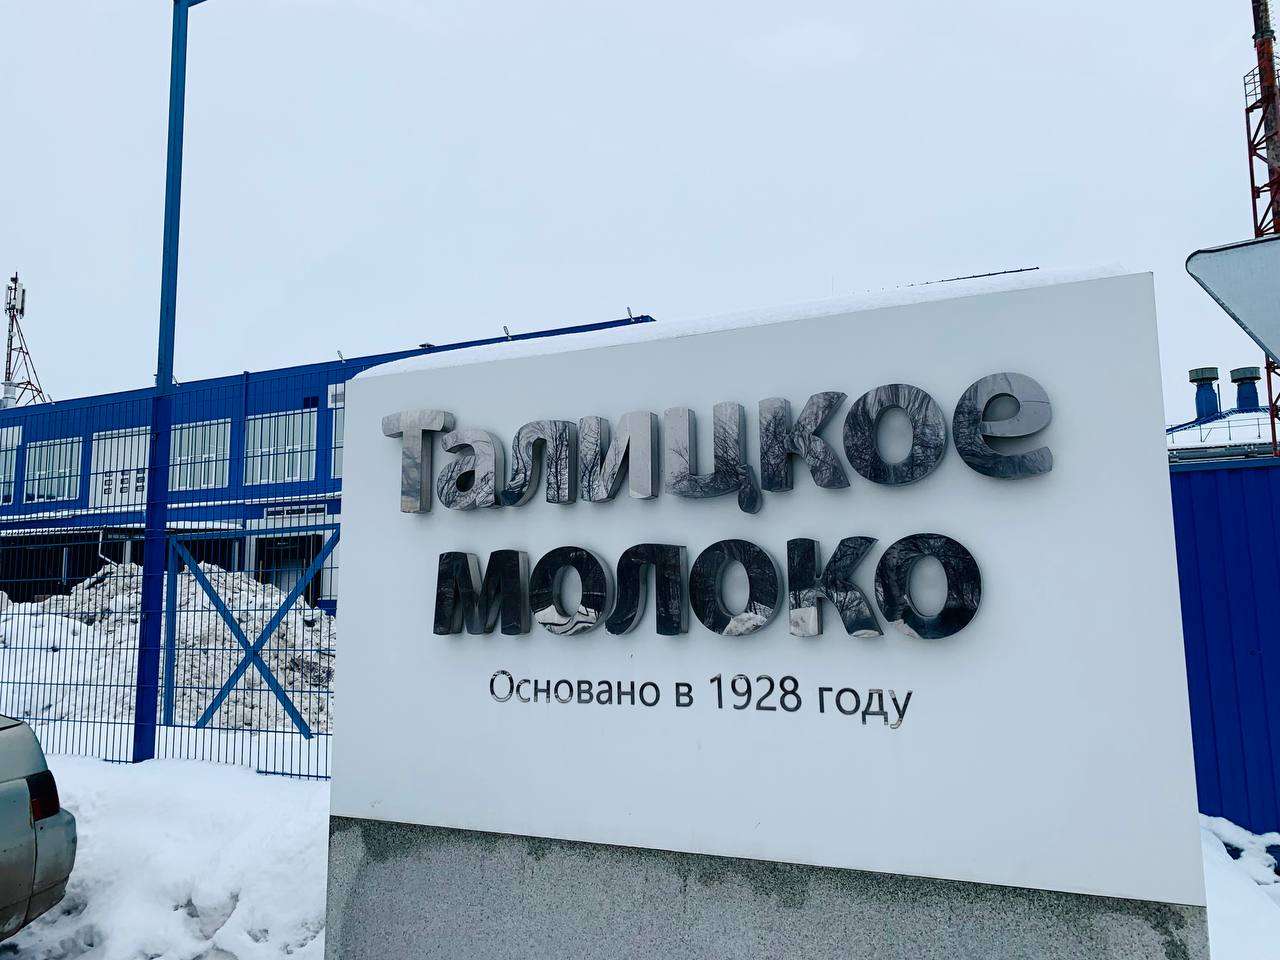 Талицкое
молоко
Основано в 1928 году